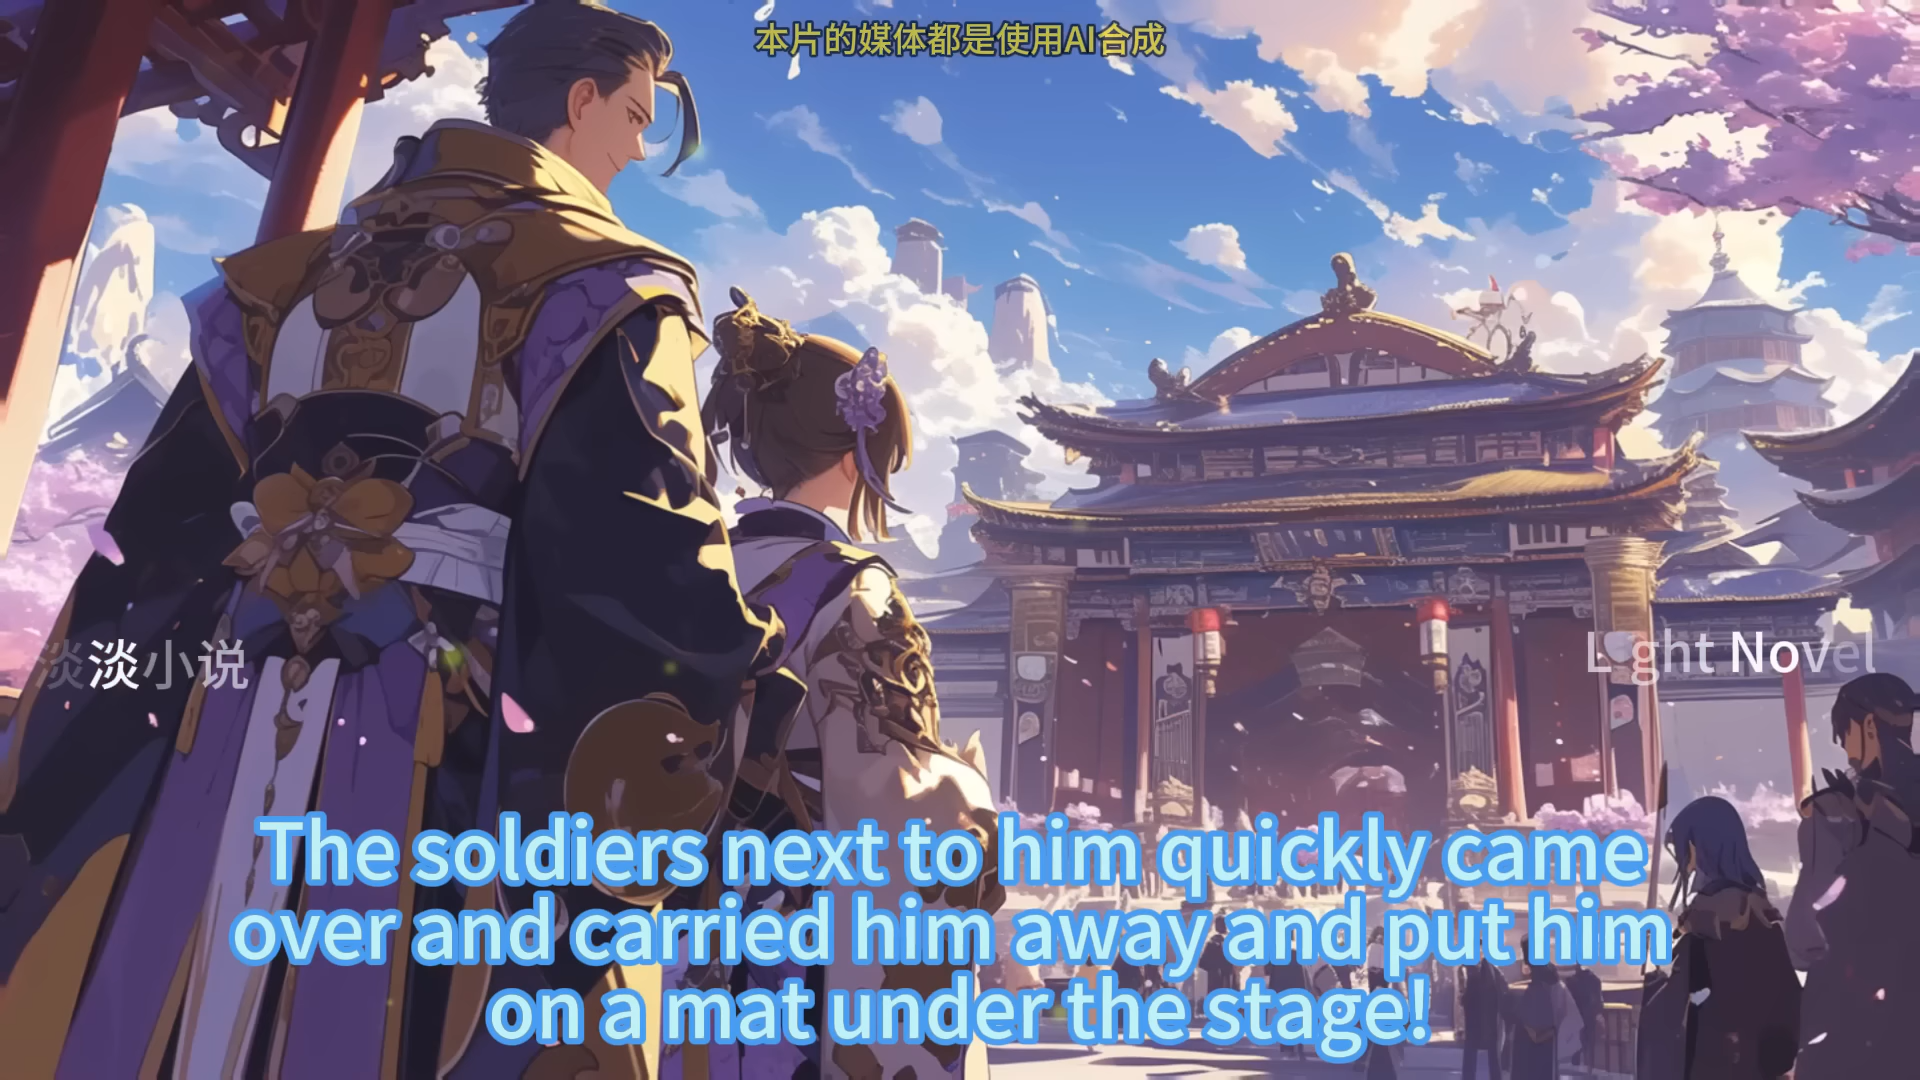 本片的媒体都是使用AI合成
淡淡小说
Light Novel
The soldiers next to him quickly came
over and carried him away and put him
on a mat under the stage!